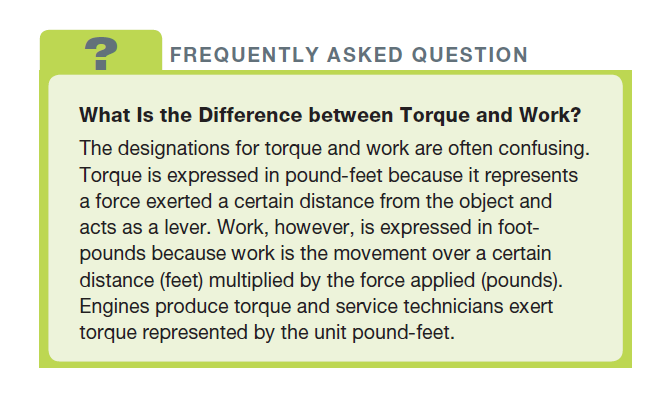 ?
FREQUENTLY ASKED QUESTION
What Is the Difference between Torque and Work?
The designations for torque and work are often confusing.
Torque is expressed in pound-feet because it represents
a force exerted a certain distance from the object and
acts as a lever. Work, however, is expressed in foot-
pounds because work is the movement over a certain
distance (feet) multiplied by the force applied (pounds).
Engines produce torque and service technicians exert
torque represented by the unit pound-feet.